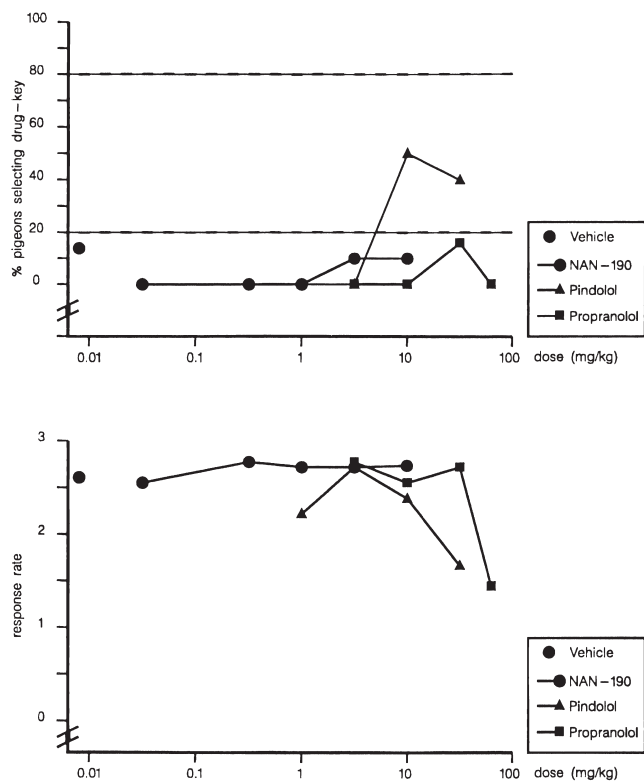 100
80
60
40
20
0
% pigeons selecting drug-key
0.01 0.1 1 10 100 dose (mg/kg)
Vehicle
NAN-190
Pindolol
Propranolol
3
2
1
0
response rate
0.01 0.1 1 10 100 dose (mg/kg)
Vehicle
NAN-190
Pindolol
Propranolol